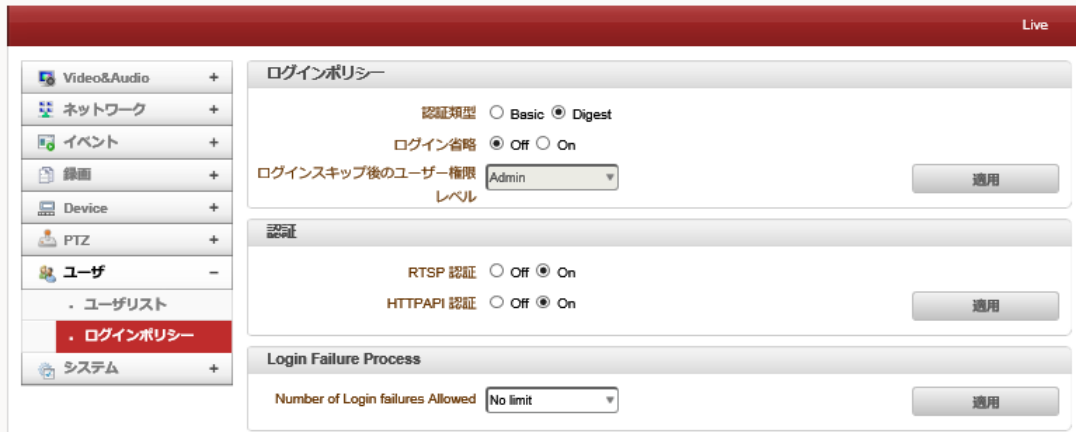 Live
Video&Audio +
ネットワーク +
イベント +
録画 +
Device +
PTZ +
ユーザ −
. ユーザリスト
. ログインポリシー
システム +
ログインポリシー
認証類型 Basic Digest
ログイン省略 Off On
ログインスキップ後のユーザー権限
レベル Admin
適用
認証
RTSP 認証 Off On
HTTPAPI 認証 Off On
適用
Login Failure Process
Number of Login failures Allowed No limit
適用